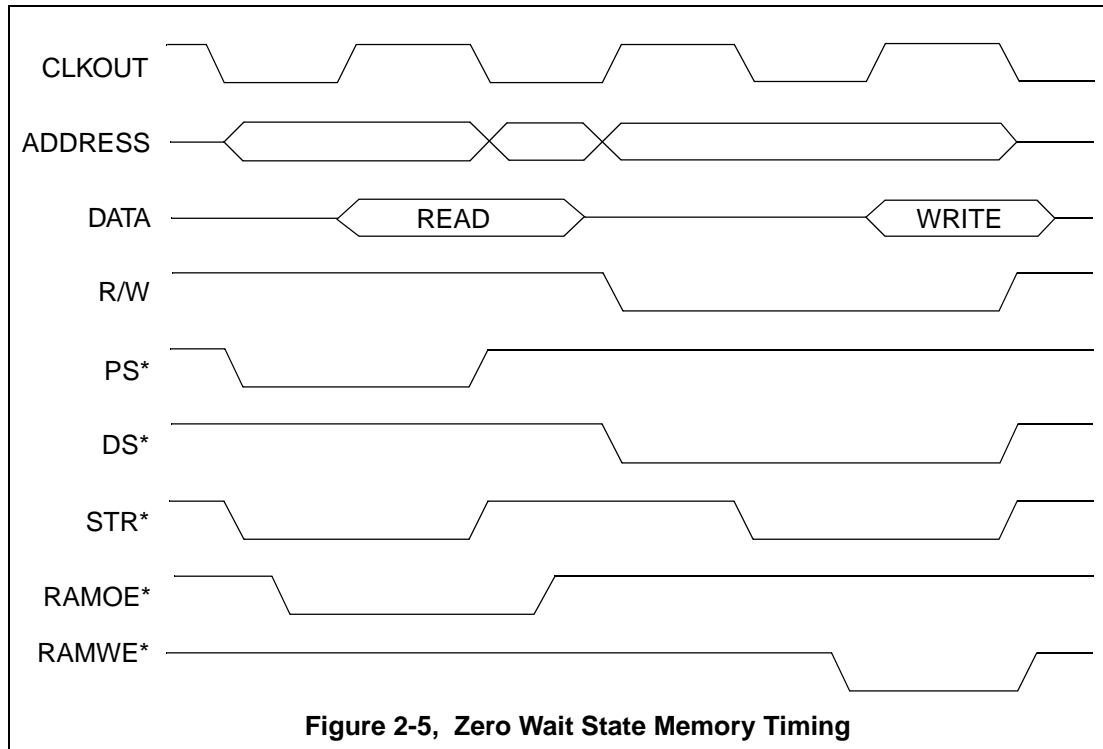 CLKOUT
ADDRESS
DATA READ WRITE
R/W
PS*
DS*
STR*
RAMOE*
RAMWE*
Figure 2-5, Zero Wait State Memory Timing